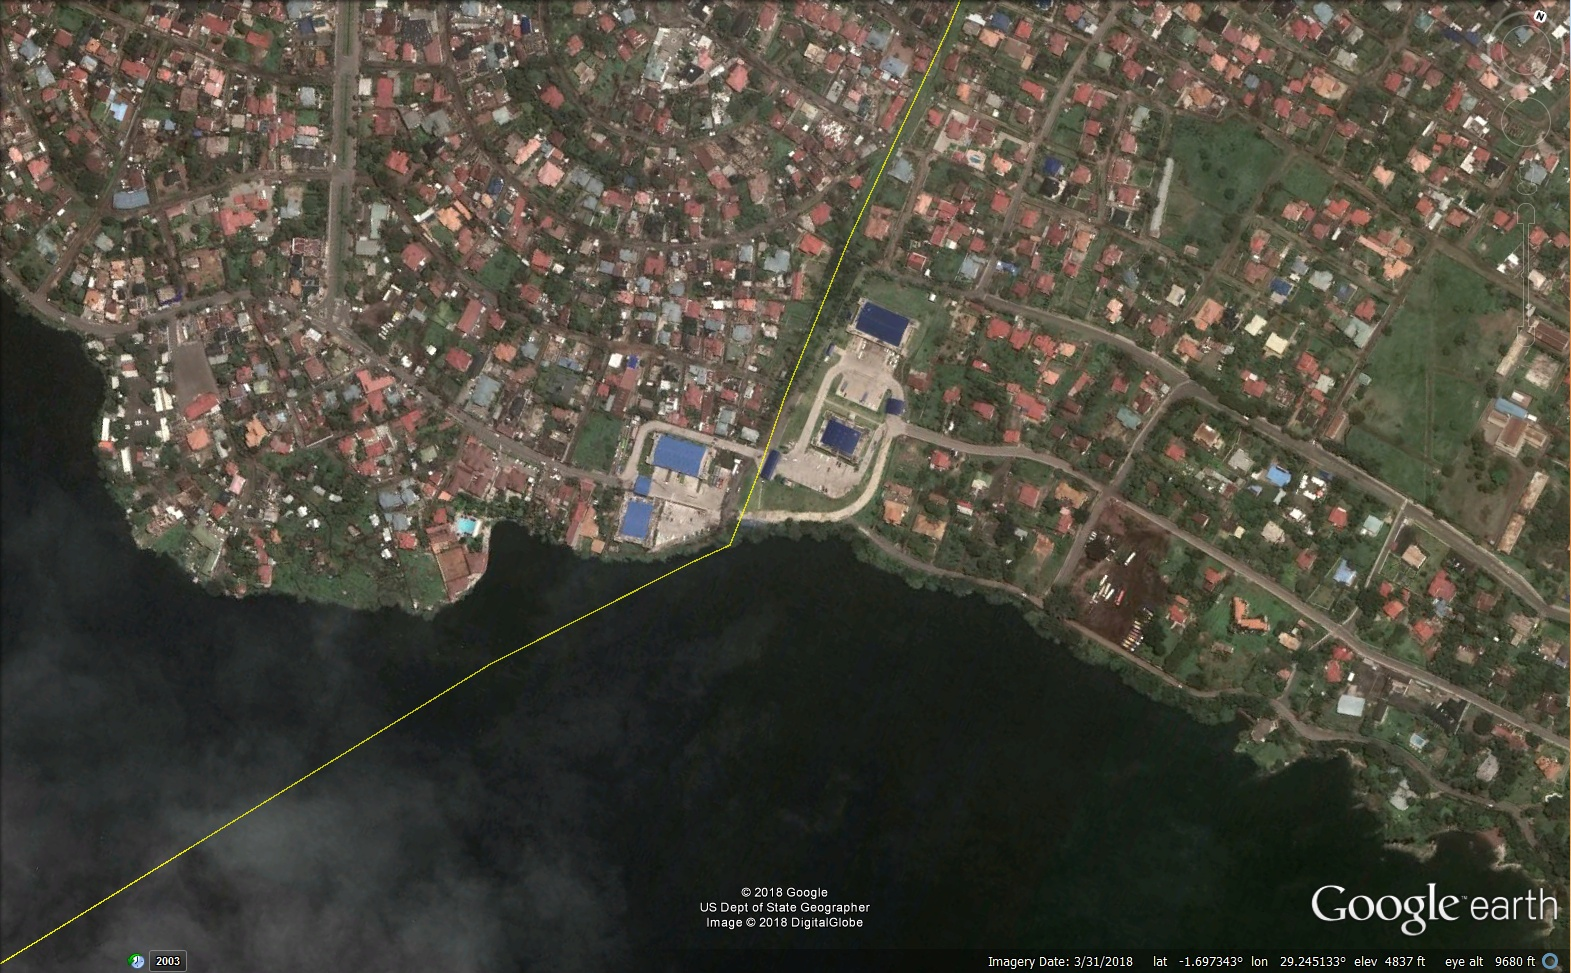 N
© 2018 Google
US Dept of State Geographer
Image © 2018 DigitalGlobe
Google earth
2003
Imagery Date: 3/31/2018 lat -1.697343° lon 29.245133° elev 4837 ft eye alt 9680 ft